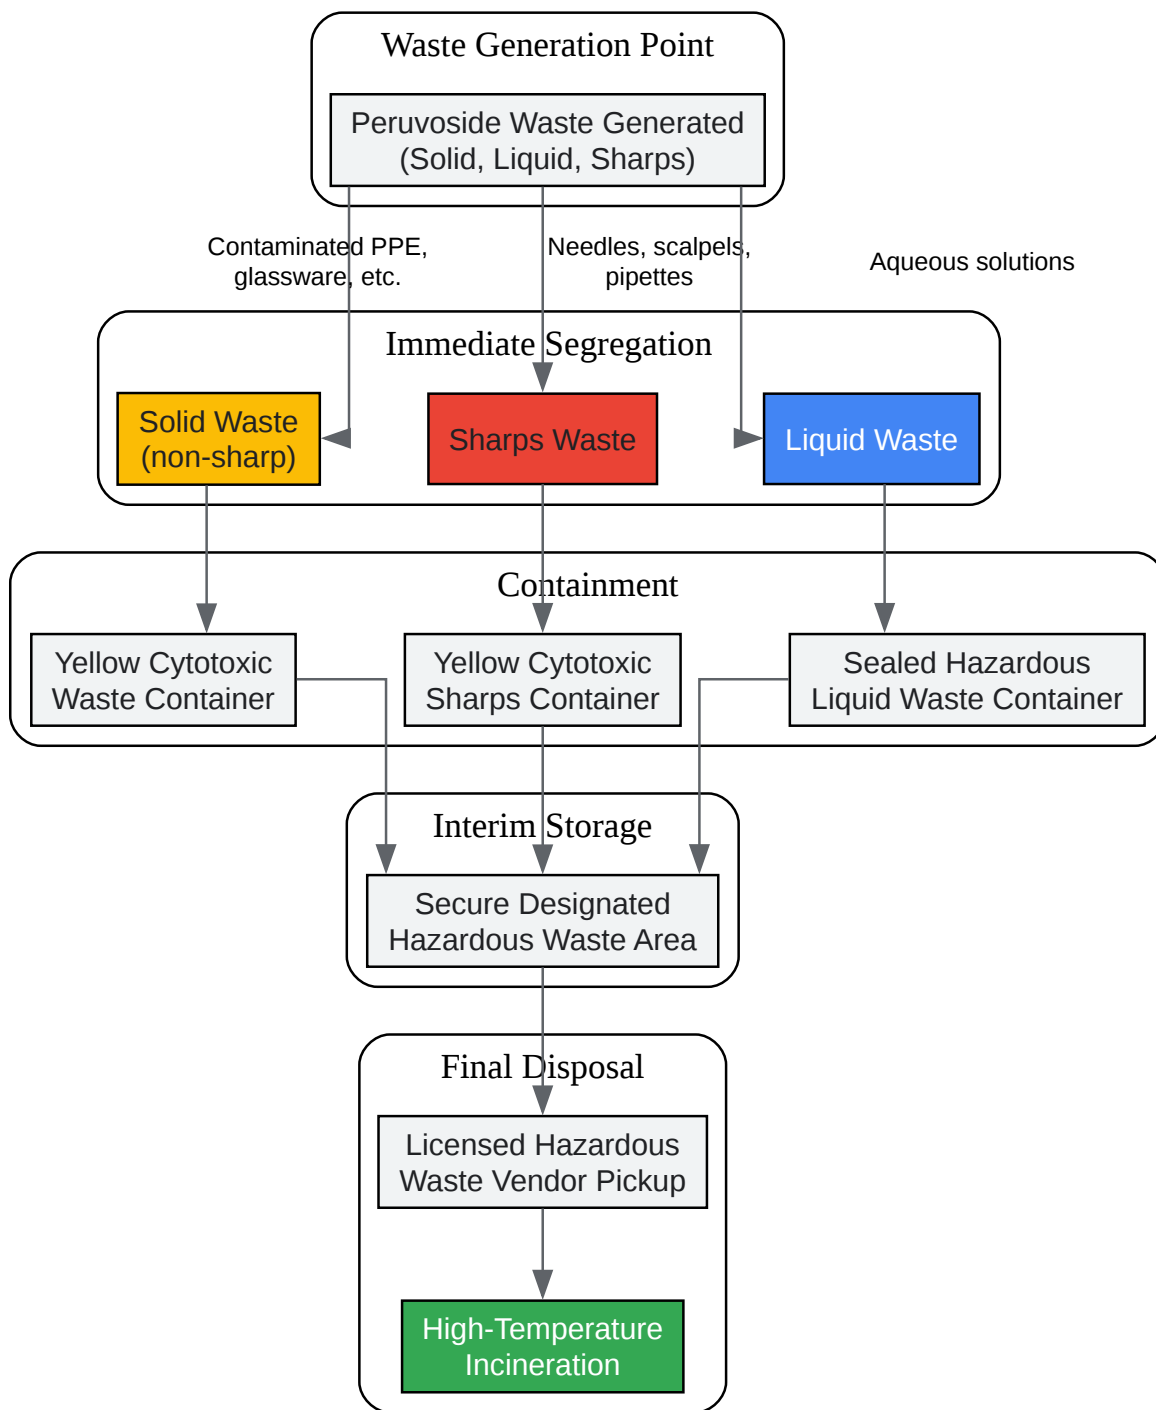 Waste Generation Point
Peruvoside Waste Generated
(Solid, Liquid, Sharps)
Contaminated PPE,
glassware, etc.
Needles, scalpels,
pipettes
Aqueous solutions
Immediate Segregation
Solid Waste
(non-sharp)
Sharps Waste
Liquid Waste
Containment
Yellow Cytotoxic
Waste Container
Yellow Cytotoxic
Sharps Container
Sealed Hazardous
Liquid Waste Container
Interim Storage
Secure Designated
Hazardous Waste Area
Final Disposal
Licensed Hazardous
Waste Vendor Pickup
High-Temperature
Incineration